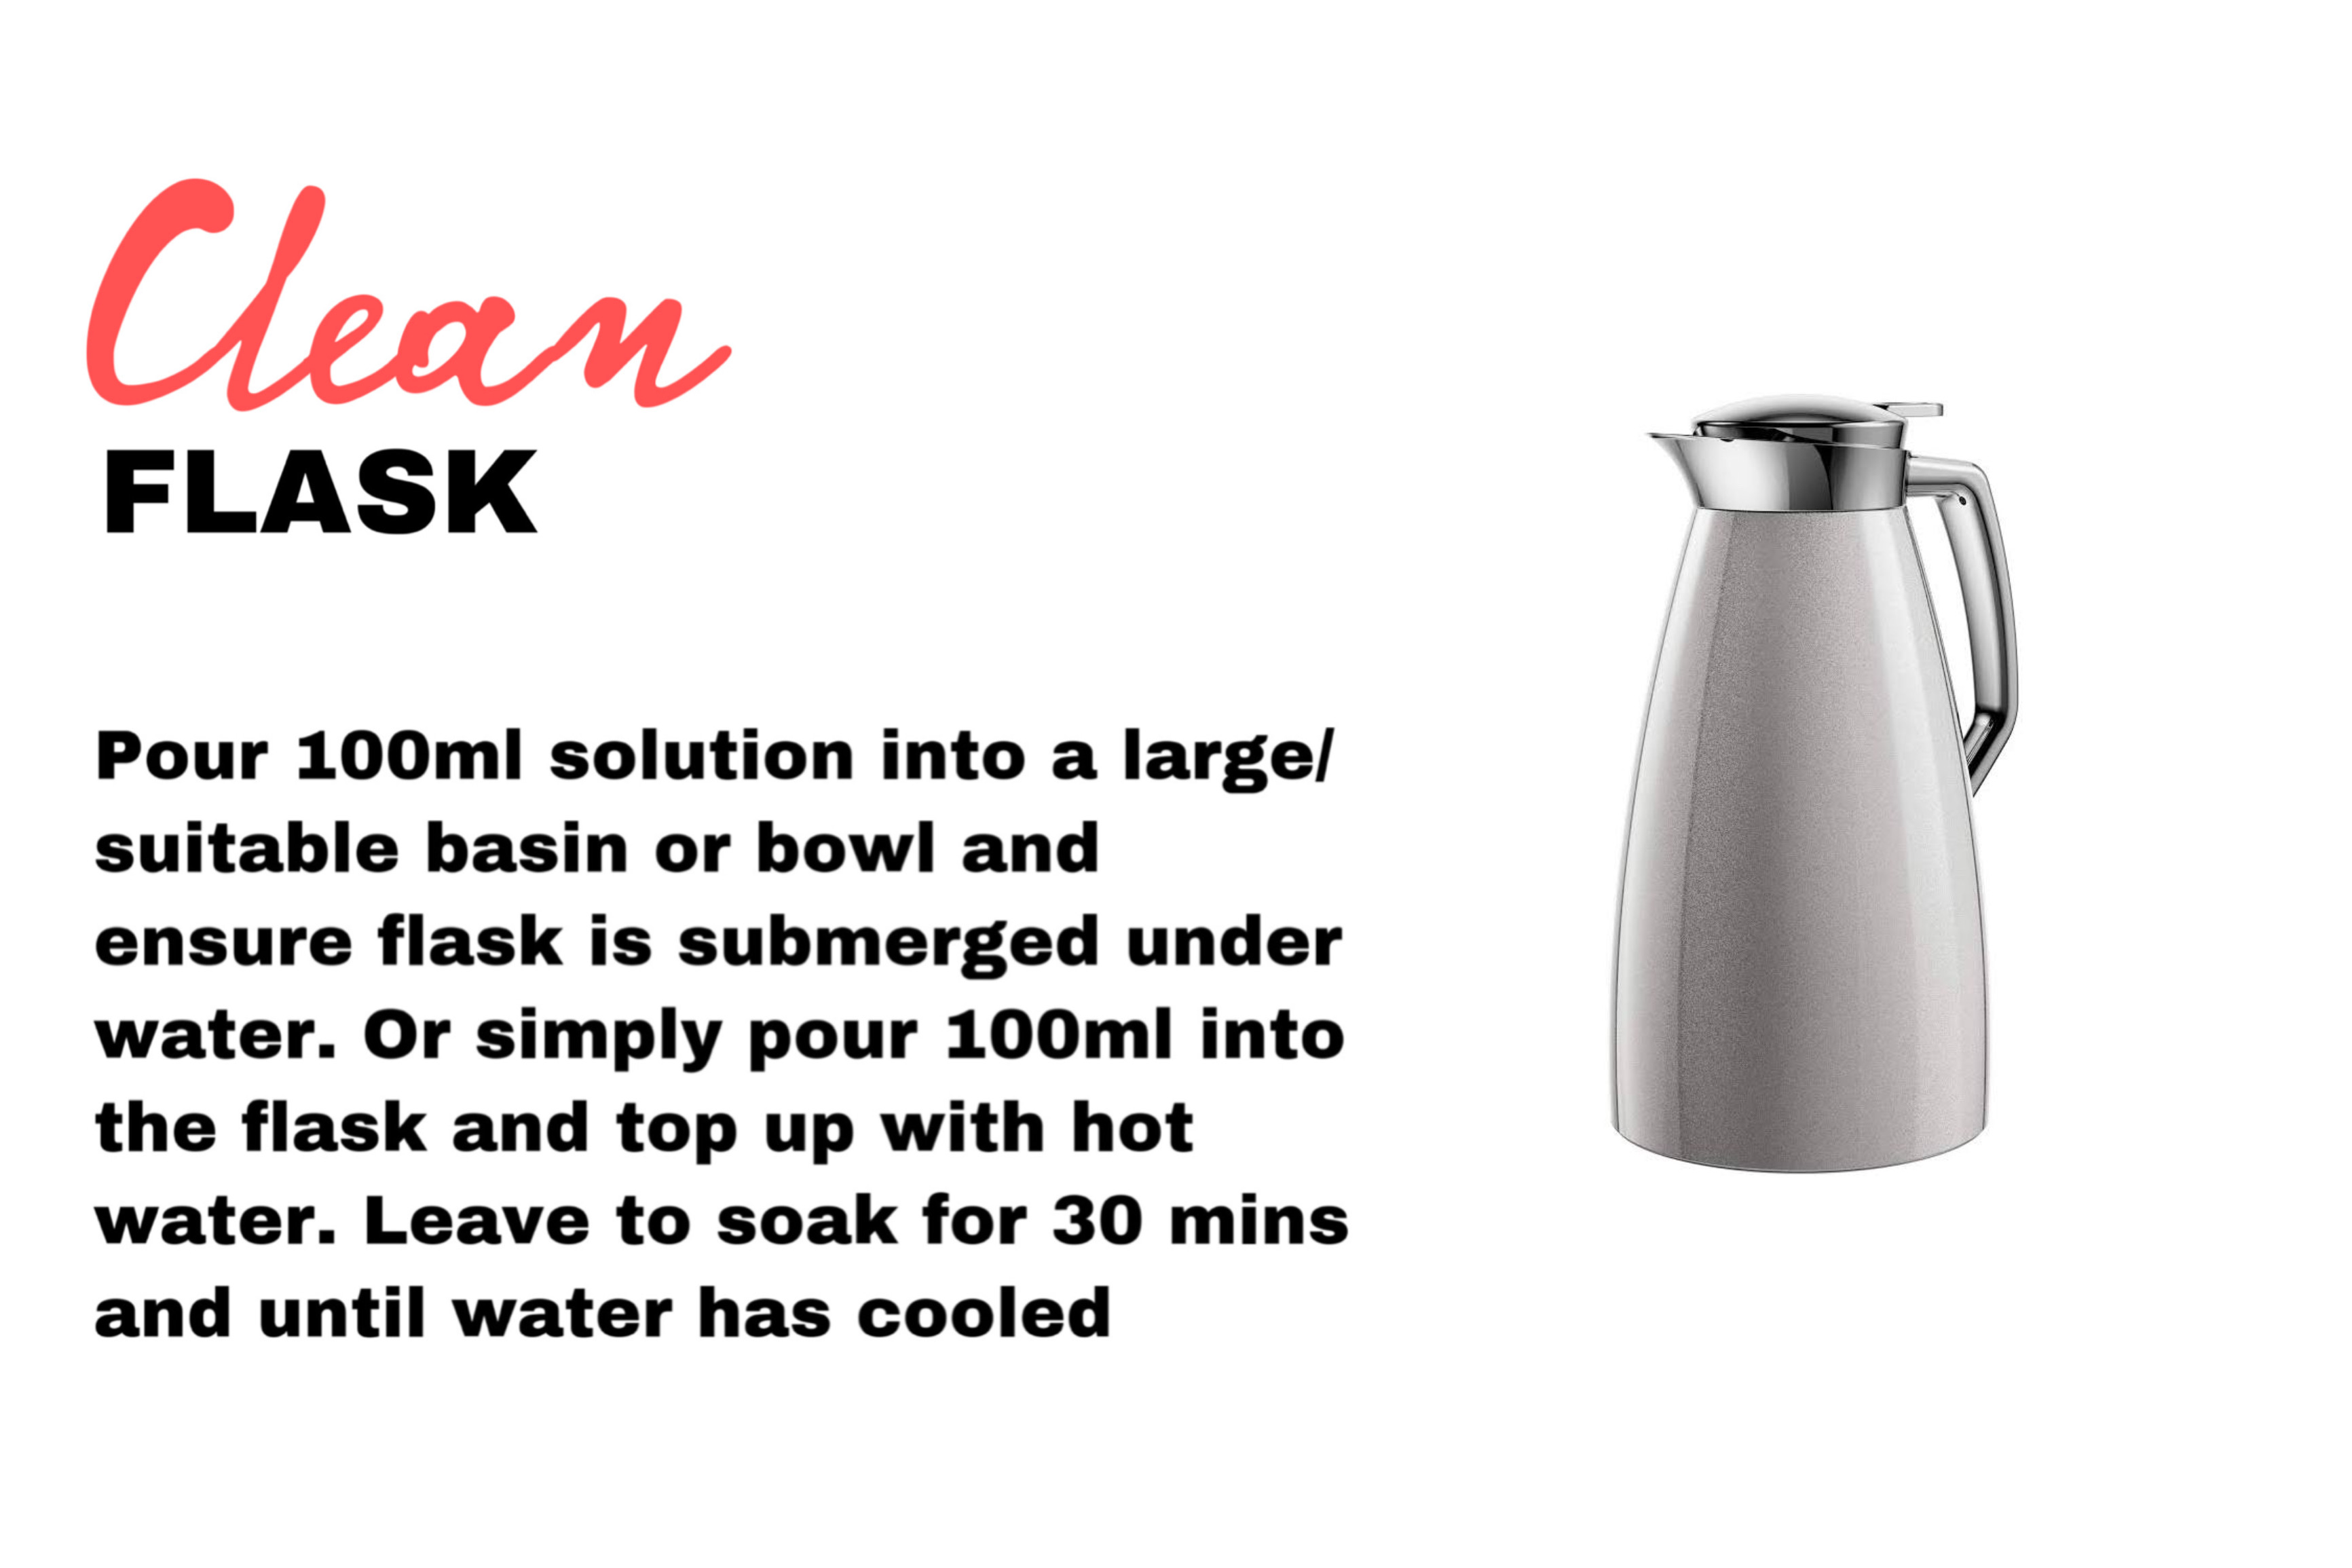 Clean
FLASK
Pour 100ml solution into a large/
suitable basin or bowl and
ensure flask is submerged under
water. Or simply pour 100ml into
the flask and top up with hot
water. Leave to soak for 30 mins
and until water has cooled